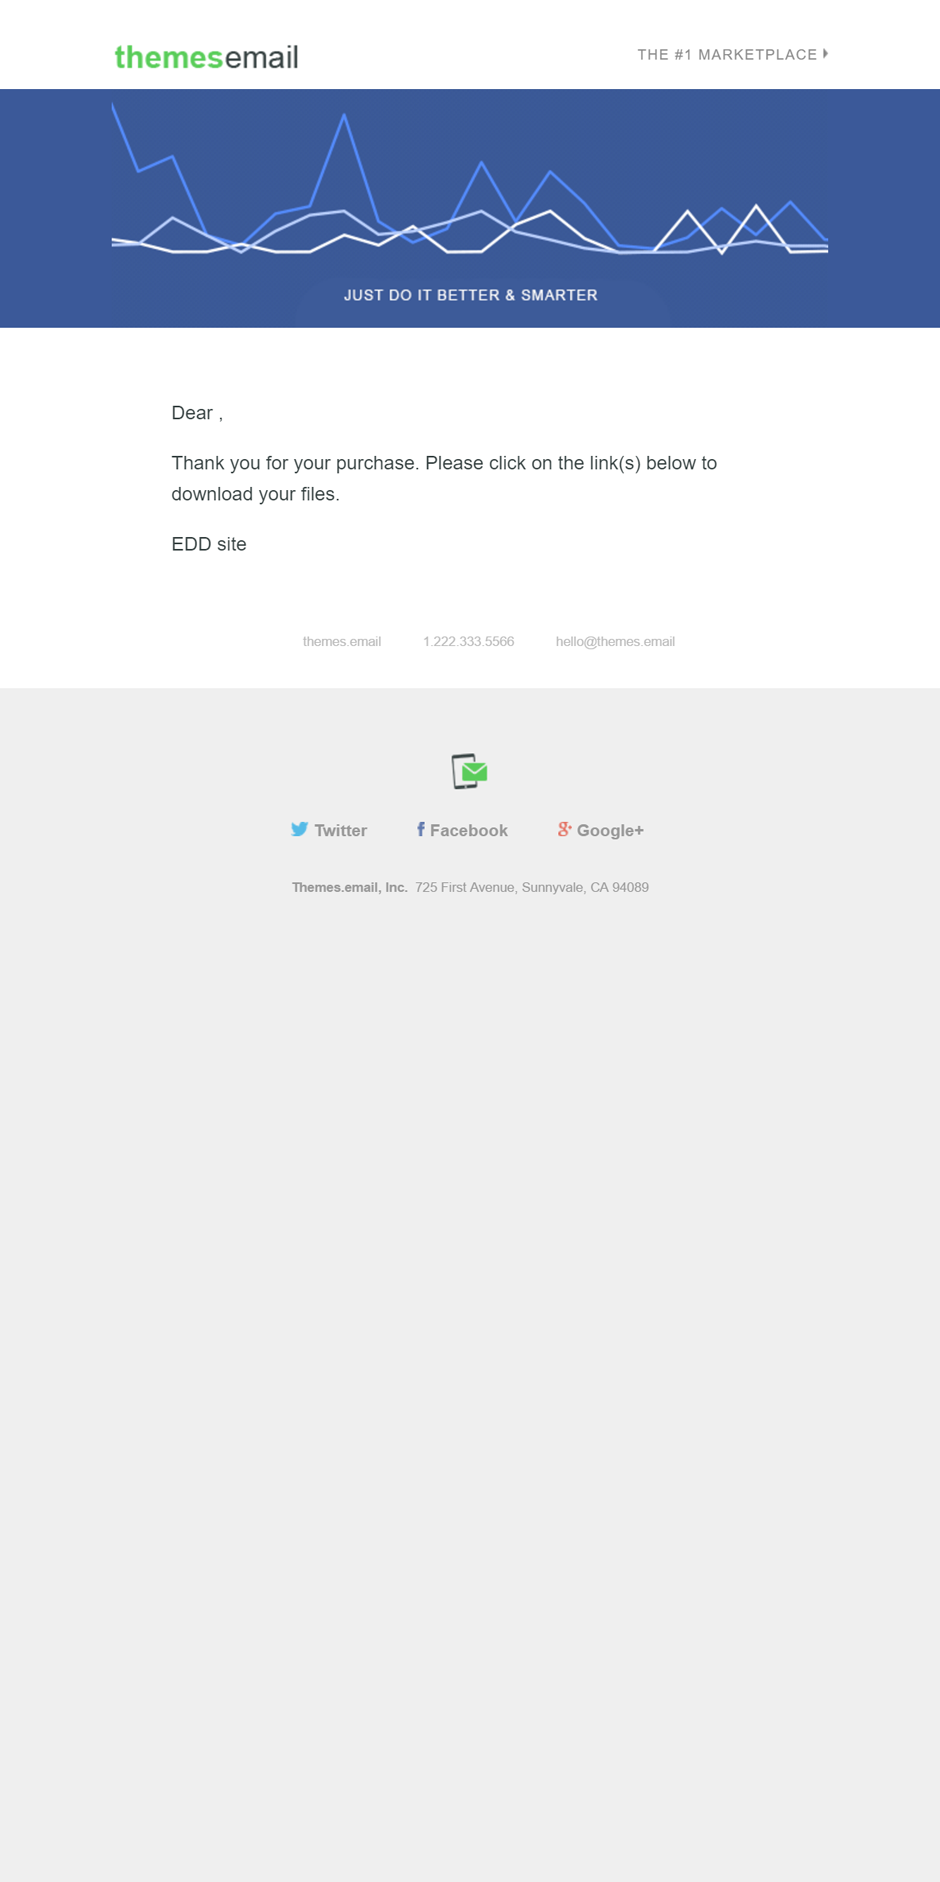 themesemail
THE #1 MARKETPLACE
JUST DO IT BETTER & SMARTER
Dear ,
Thank you for your purchase. Please click on the link(s) below to
download your files.
EDD site
themes.email 1.222.333.5566 hello@themes.email
Twitter Facebook Google+
Themes.email, Inc. 725 First Avenue, Sunnyvale, CA 94089